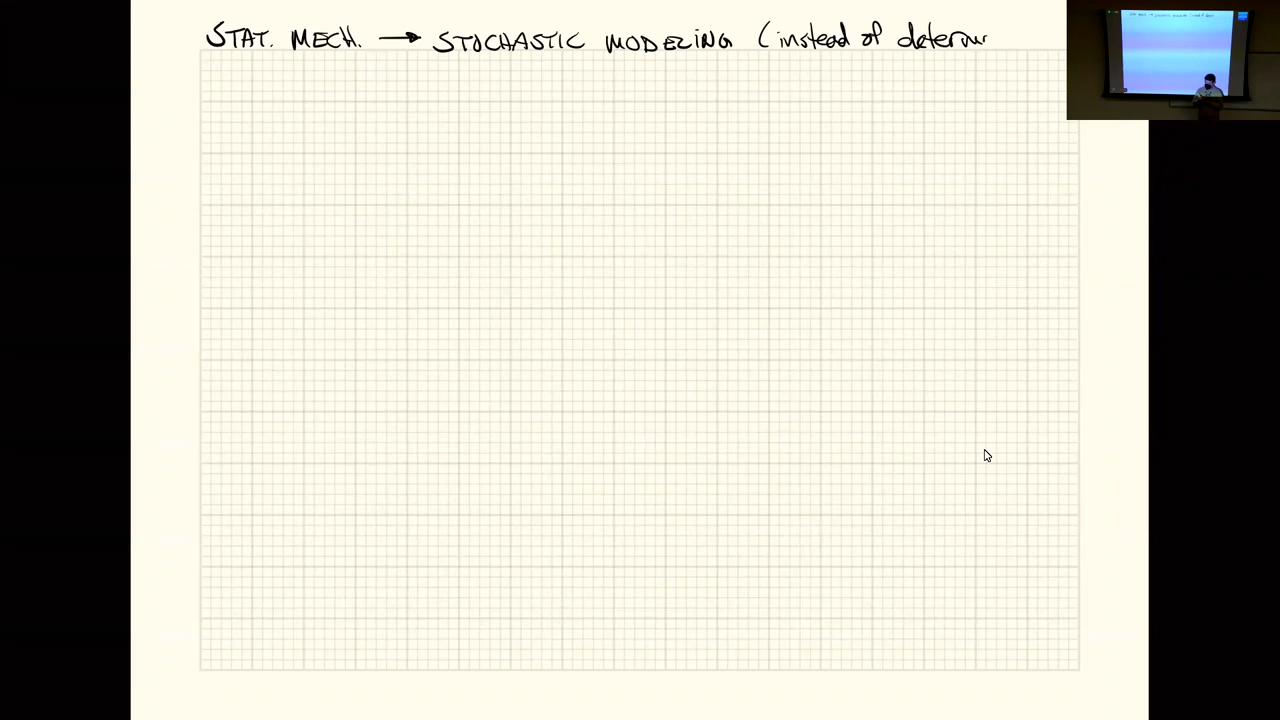 STAT. MECH. → STOCHASTIC MODELING (instead of determ